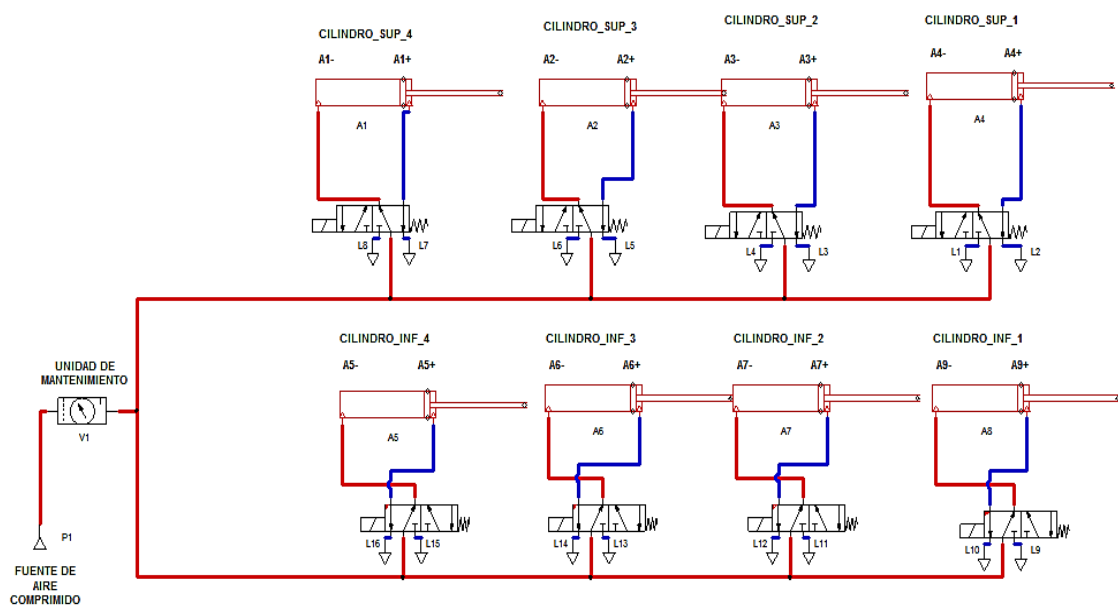 CILINDRO_SUP_4
CILINDRO_SUP_3
CILINDRO_SUP_2
CILINDRO_SUP_1
A1- A1+
A2- A2+
A3- A3+
A4- A4+
A1
A2
A3
A4
L8 L7
L6 L5
L4 L3
L1 L2
CILINDRO_INF_4
CILINDRO_INF_3
CILINDRO_INF_2
CILINDRO_INF_1
A5- A5+
A6- A6+
A7- A7+
A9- A9+
UNIDAD DE
MANTENIMIENTO
V1
A5
A6
A7
A8
L16 L15
L14 L13
L12 L11
L10 L9
P1
FUENTE DE
AIRE
COMPRIMIDO